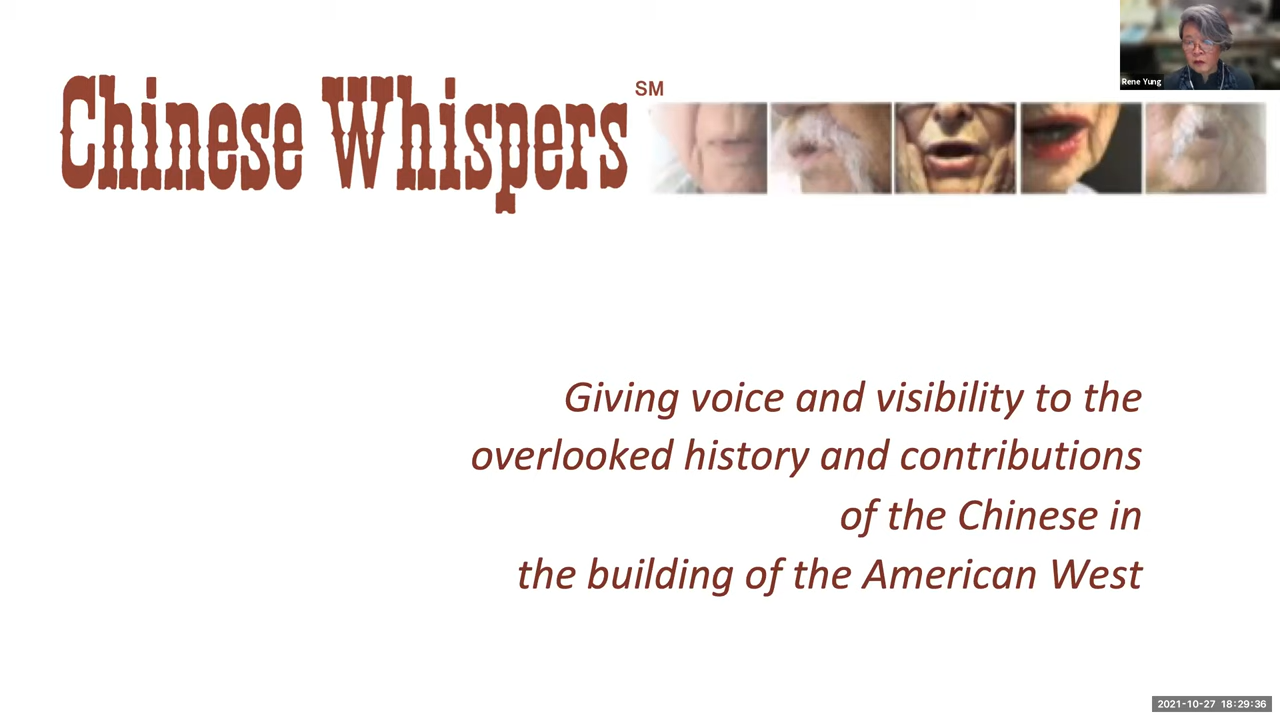 Chinese Whispers SM
Rene Yung
Giving voice and visibility to the
overlooked history and contributions
of the Chinese in
the building of the American West
2021-10-27 18:29:36